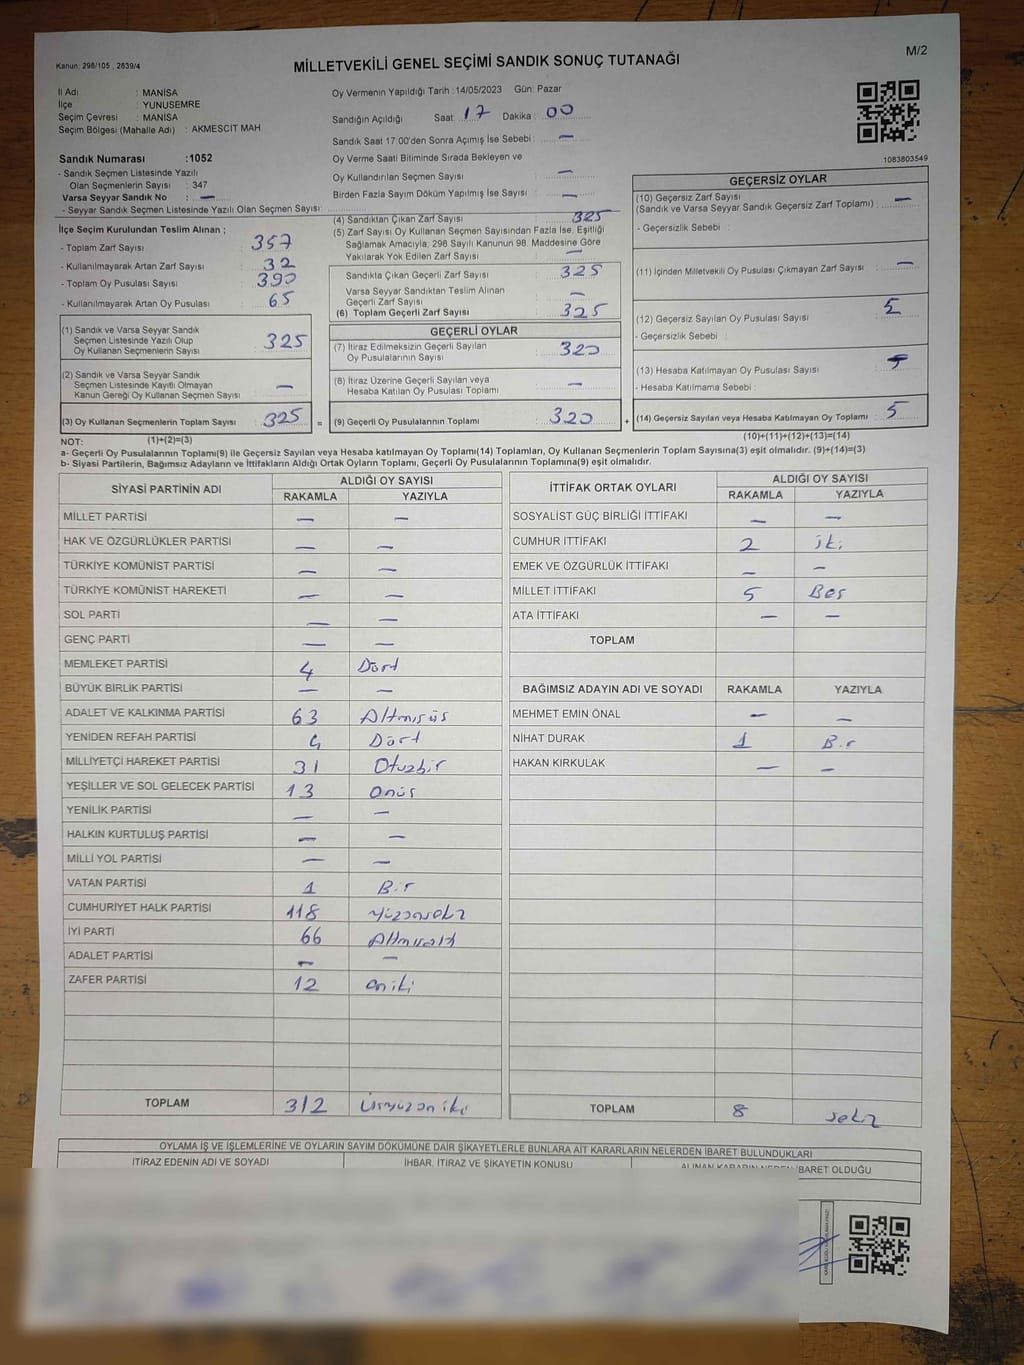 Kanun: 298/105 , 2839/4
MİLLETVEKİLİ GENEL SEÇİMİ SANDIK SONUÇ TUTANAĞI
M/2
İl Adı : MANİSA
İlçe : YUNUSEMRE
Seçim Çevresi : MANİSA
Seçim Bölgesi (Mahalle Adı) : AKMESCİT MAH
Sandık Numarası :1052
- Sandık Seçmen Listesinde Yazılı
Olan Seçmenlerin Sayısı : 347
Varsa Seyyar Sandık No : —
- Seyyar Sandık Seçmen Listesinde Yazılı Olan Seçmen Sayısı:
Oy Vermenin Yapıldığı Tarih :14/05/2023 Gün: Pazar
Sandığın Açıldığı Saat: 17 Dakika : 00
Sandık Saat 17:00'den Sonra Açımış İse Sebebi : —
Oy Verme Saati Bitiminde Sırada Bekleyen ve
Oy Kullandırılan Seçmen Sayısı : —
Birden Fazla Sayım Döküm Yapılmış İse Sayısı : —
1083803549
İlçe Seçim Kurulundan Teslim Alınan ;
- Toplam Zarf Sayısı : 357
- Kullanılmayarak Artan Zarf Sayısı : 32
- Toplam Oy Pusulası Sayısı : 390
- Kullanılmayarak Artan Oy Pusulası : 65
(1) Sandık ve Varsa Seyyar Sandık
Seçmen Listesinde Yazılı Olup
Oy Kullanan Seçmenlerin Sayısı : 325
(2) Sandık ve Varsa Seyyar Sandık
Seçmen Listesinde Kayıtlı Olmayan
Kanun Gereği Oy Kullanan Seçmen Sayısı : —
(3) Oy Kullanan Seçmenlerin Toplam Sayısı : 325
=
(4) Sandıktan Çıkan Zarf Sayısı : 325
(5) Zarf Sayısı Oy Kullanan Seçmen Sayısından Fazla İse, Eşitliği
Sağlamak Amacıyla; 298 Sayılı Kanunun 98. Maddesine Göre
Yakılarak Yok Edilen Zarf Sayısı : —
Sandıkta Çıkan Geçerli Zarf Sayısı : 325
Varsa Seyyar Sandıktan Teslim Alınan
Geçerli Zarf Sayısı : —
(6) Toplam Geçerli Zarf Sayısı : 325
GEÇERLİ OYLAR
(7) İtiraz Edilmeksizin Geçerli Sayılan
Oy Pusulalarının Sayısı : 320
(8) İtiraz Üzerine Geçerli Sayılan veya
Hesaba Katılan Oy Pusulası Toplamı : —
(9) Geçerli Oy Pusulalarının Toplamı : 320
+
GEÇERSİZ OYLAR
(10) Geçersiz Zarf Sayısı
(Sandık ve Varsa Seyyar Sandık Geçersiz Zarf Toplamı) : —
- Geçersizlik Sebebi :
(11) İçinden Milletvekili Oy Pusulası Çıkmayan Zarf Sayısı : —
(12) Geçersiz Sayılan Oy Pusulası Sayısı : 5
- Geçersizlik Sebebi :
(13) Hesaba Katılmayan Oy Pusulası Sayısı :
- Hesaba Katılmama Sebebi :
(14) Geçersiz Sayılan veya Hesaba Katılmayan Oy Toplamı : 5
NOT: (1)+(2)=(3) (10)+(11)+(12)+(13)=(14)
a- Geçerli Oy Pusulalarının Toplamı(9) ile Geçersiz Sayılan veya Hesaba katılmayan Oy Toplamı(14) Toplamları, Oy Kullanan Seçmenlerin Toplam Sayısına(3) eşit olmalıdır. (9)+(14)=(3)
b- Siyasi Partilerin, Bağımsız Adayların ve İttifakların Aldığı Ortak Oyların Toplamı, Geçerli Oy Pusulalarının Toplamına(9) eşit olmalıdır.
SİYASİ PARTİNİN ADI ALDIĞI OY SAYISI
RAKAMLA YAZIYLA
MİLLET PARTİSİ — —
HAK VE ÖZGÜRLÜKLER PARTİSİ — —
TÜRKİYE KOMÜNİST PARTİSİ — —
TÜRKİYE KOMÜNİST HAREKETİ — —
SOL PARTİ — —
GENÇ PARTİ — —
MEMLEKET PARTİSİ 4 Dört
BÜYÜK BİRLİK PARTİSİ — —
ADALET VE KALKINMA PARTİSİ 63 Altmışüç
YENİDEN REFAH PARTİSİ 4 Dört
MİLLİYETÇİ HAREKET PARTİSİ 31 Otuzbir
YEŞİLLER VE SOL GELECEK PARTİSİ 13 Onüç
YENİLİK PARTİSİ — —
HALKIN KURTULUŞ PARTİSİ — —
MİLLİ YOL PARTİSİ — —
VATAN PARTİSİ 1 Bir
CUMHURİYET HALK PARTİSİ 118 yüzonsekiz
İYİ PARTİ 66 Altmışaltı
ADALET PARTİSİ — —
ZAFER PARTİSİ 12 oniki
TOPLAM 312 Üçyüzoniki
İTTİFAK ORTAK OYLARI ALDIĞI OY SAYISI
RAKAMLA YAZIYLA
SOSYALİST GÜÇ BİRLİĞİ İTTİFAKI — —
CUMHUR İTTİFAKI 2 iki
EMEK VE ÖZGÜRLÜK İTTİFAKI — —
MİLLET İTTİFAKI 5 Beş
ATA İTTİFAKI — —
TOPLAM
BAĞIMSIZ ADAYIN ADI VE SOYADI RAKAMLA YAZIYLA
MEHMET EMİN ÖNAL — —
NİHAT DURAK 1 Bir
HAKAN KIRKULAK — —
TOPLAM 8 sekiz
OYLAMA İŞ VE İŞLEMLERİNE VE OYLARIN SAYIM DÖKÜMÜNE DAİR ŞİKAYETLERLE BUNLARA AİT KARARLARIN NELERDEN İBARET BULUNDUKLARI
İTİRAZ EDENİN ADI VE SOYADI İHBAR, İTİRAZ VE ŞİKAYETİN KONUSU ALINAN KARARIN NEDEN İBARET OLDUĞU